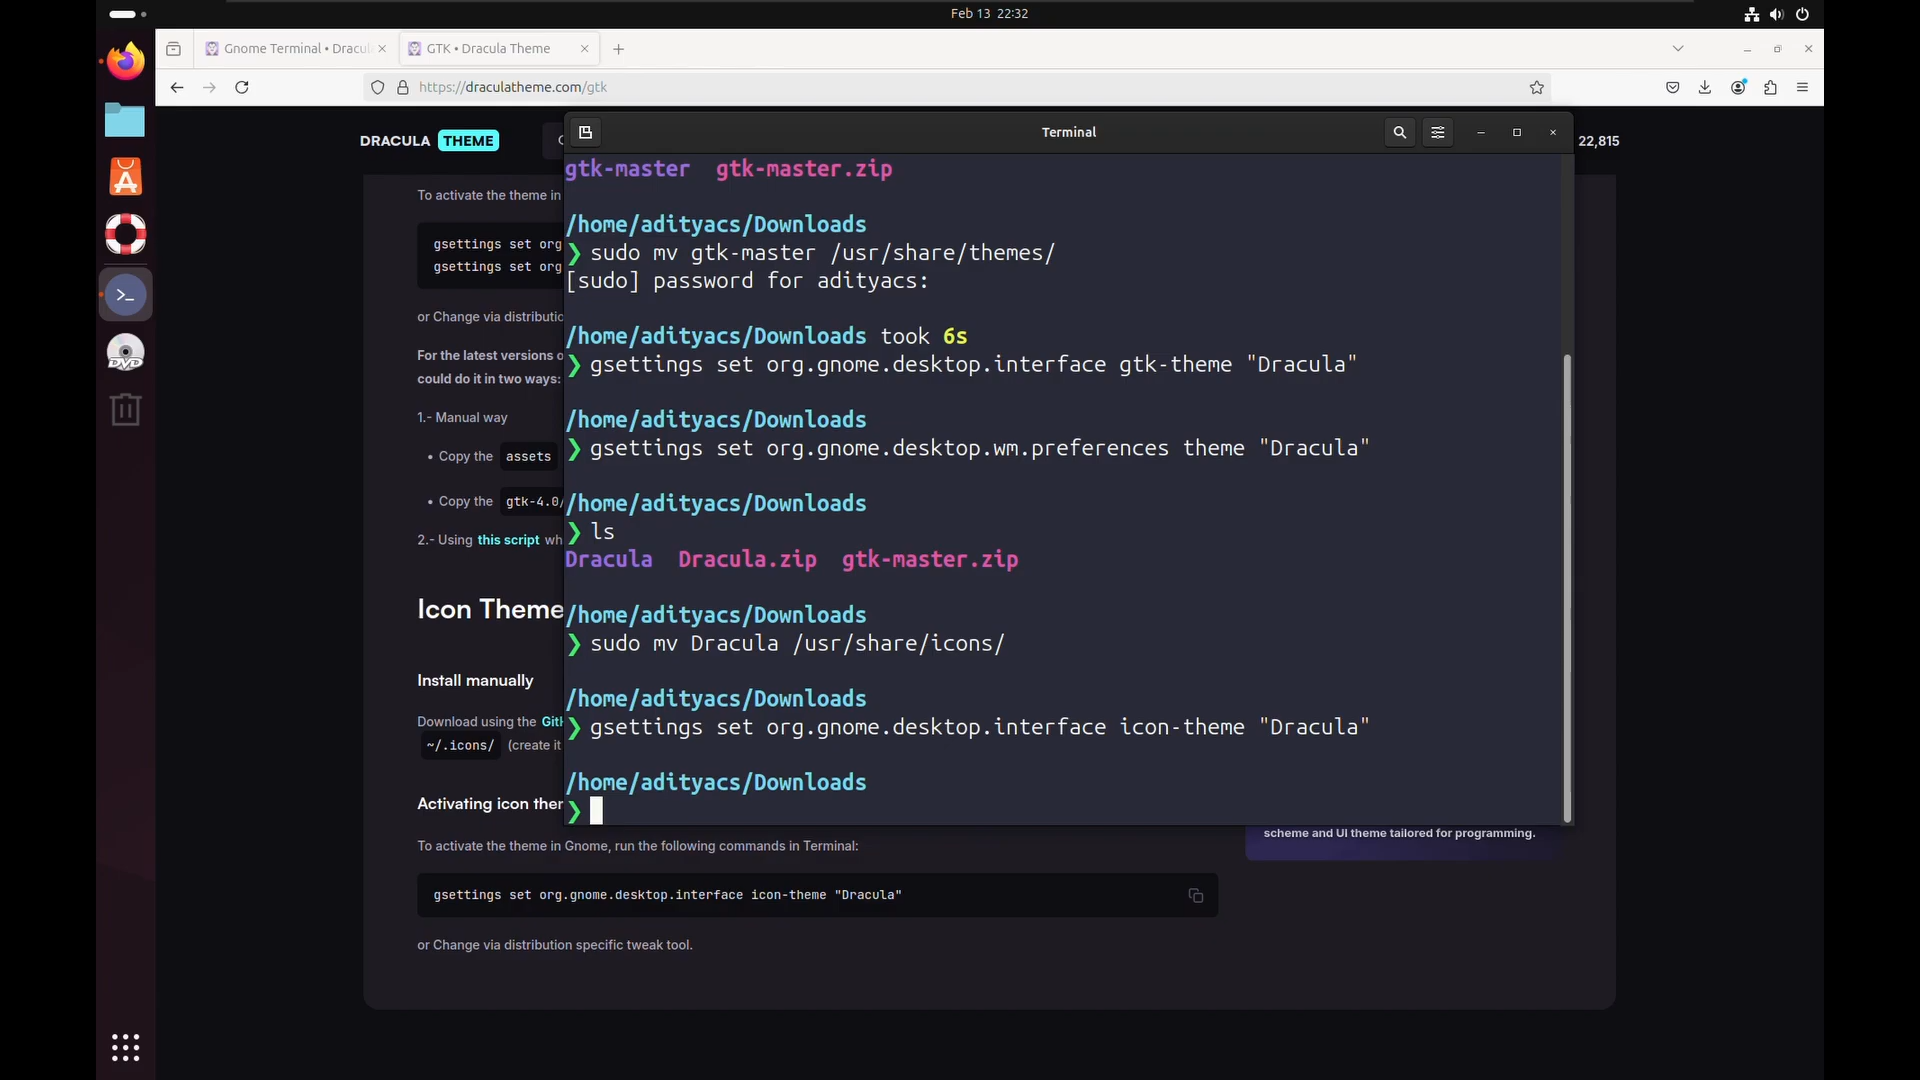 Feb 13 22:32
Gnome Terminal • Dracul
GTK • Dracula Theme
https://draculatheme.com/gtk
DRACULA THEME
22,815
Terminal
To activate the theme in
gsettings set org
gsettings set org
or Change via distributio
For the latest versions o
could do it in two ways:
1.- Manual way
• Copy the assets
• Copy the gtk-4.0/
2.- Using this script wh
Icon Theme
Install manually
Download using the Git
~/.icons/ (create it
Activating icon the
To activate the theme in Gnome, run the following commands in Terminal:
gsettings set org.gnome.desktop.interface icon-theme "Dracula"
or Change via distribution specific tweak tool.
gtk-master gtk-master.zip
/home/adityacs/Downloads
❯ sudo mv gtk-master /usr/share/themes/
[sudo] password for adityacs:
/home/adityacs/Downloads took 6s
❯ gsettings set org.gnome.desktop.interface gtk-theme "Dracula"
/home/adityacs/Downloads
❯ gsettings set org.gnome.desktop.wm.preferences theme "Dracula"
/home/adityacs/Downloads
❯ ls
Dracula Dracula.zip gtk-master.zip
/home/adityacs/Downloads
❯ sudo mv Dracula /usr/share/icons/
/home/adityacs/Downloads
❯ gsettings set org.gnome.desktop.interface icon-theme "Dracula"
/home/adityacs/Downloads
❯
scheme and UI theme tailored for programming.
DVD